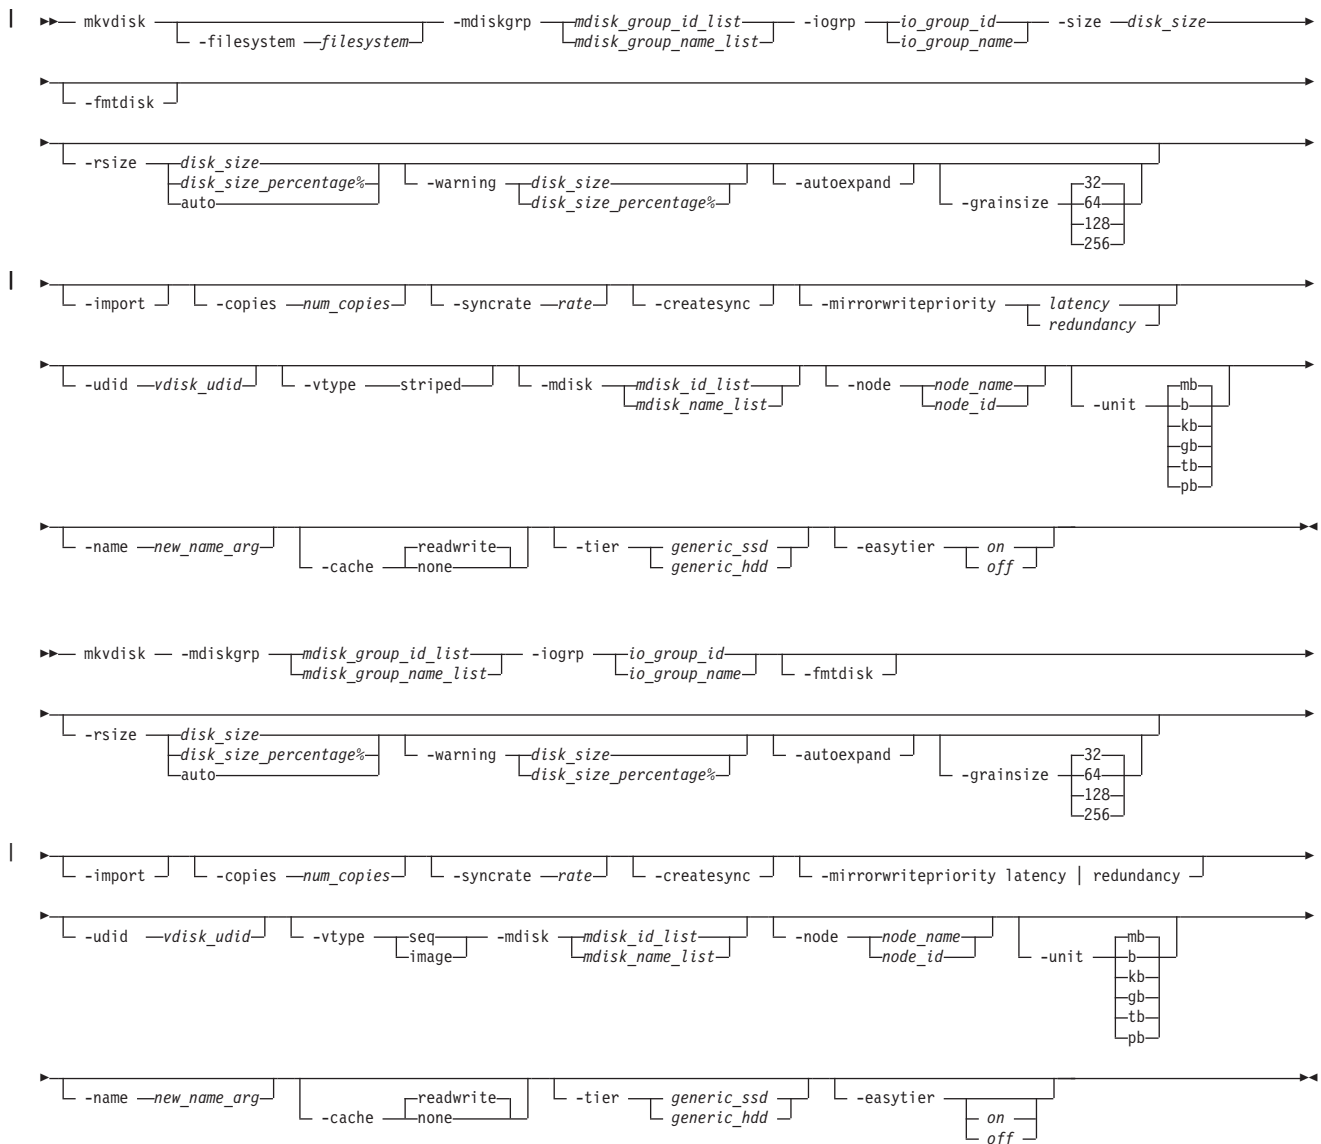 mkvdisk -mdiskgrp mdisk_group_id_list -iogrp io_group_id -size disk_size
-filesystem filesystem mdisk_group_name_list io_group_name
-fmtdisk
-rsize disk_size
disk_size_percentage% -warning disk_size -autoexpand 32
auto disk_size_percentage% -grainsize 64
128
256
-import -copies num_copies -syncrate rate -createsync -mirrorwritepriority latency
redundancy
-udid vdisk_udid -vtype striped -mdisk mdisk_id_list -node node_name mb
mdisk_name_list node_id -unit b
kb
gb
tb
pb
-name new_name_arg readwrite -tier generic_ssd -easytier on
-cache none generic_hdd off
mkvdisk -mdiskgrp mdisk_group_id_list -iogrp io_group_id
mdisk_group_name_list io_group_name -fmtdisk
-rsize disk_size
disk_size_percentage% -warning disk_size -autoexpand 32
auto disk_size_percentage% -grainsize 64
128
256
-import -copies num_copies -syncrate rate -createsync -mirrorwritepriority latency | redundancy
-udid vdisk_udid -vtype seq -mdisk mdisk_id_list -node node_name mb
image mdisk_name_list node_id -unit b
kb
gb
tb
pb
-name new_name_arg readwrite -tier generic_ssd -easytier
-cache none generic_hdd on
off